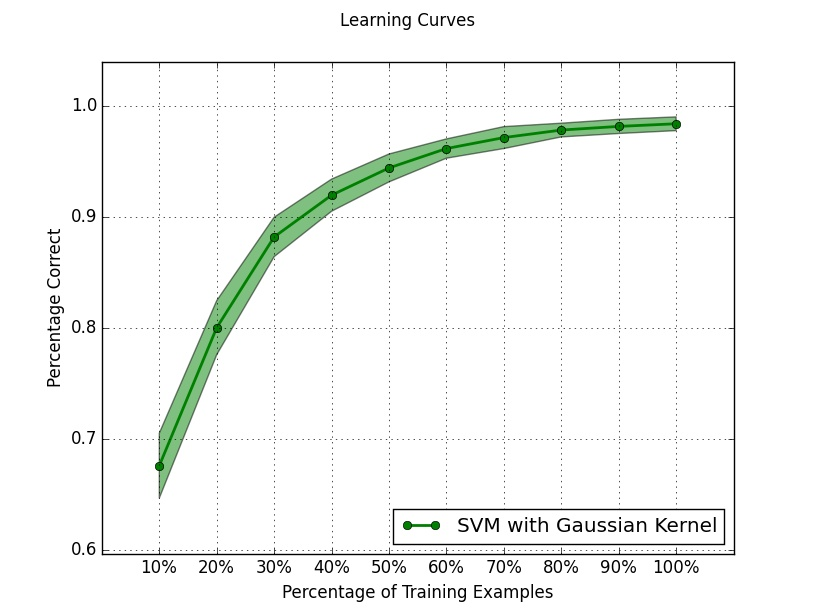 Learning Curves
1.0
0.9
0.8
0.7
0.6
Percentage Correct
10% 20% 30% 40% 50% 60% 70% 80% 90% 100%
Percentage of Training Examples
SVM with Gaussian Kernel